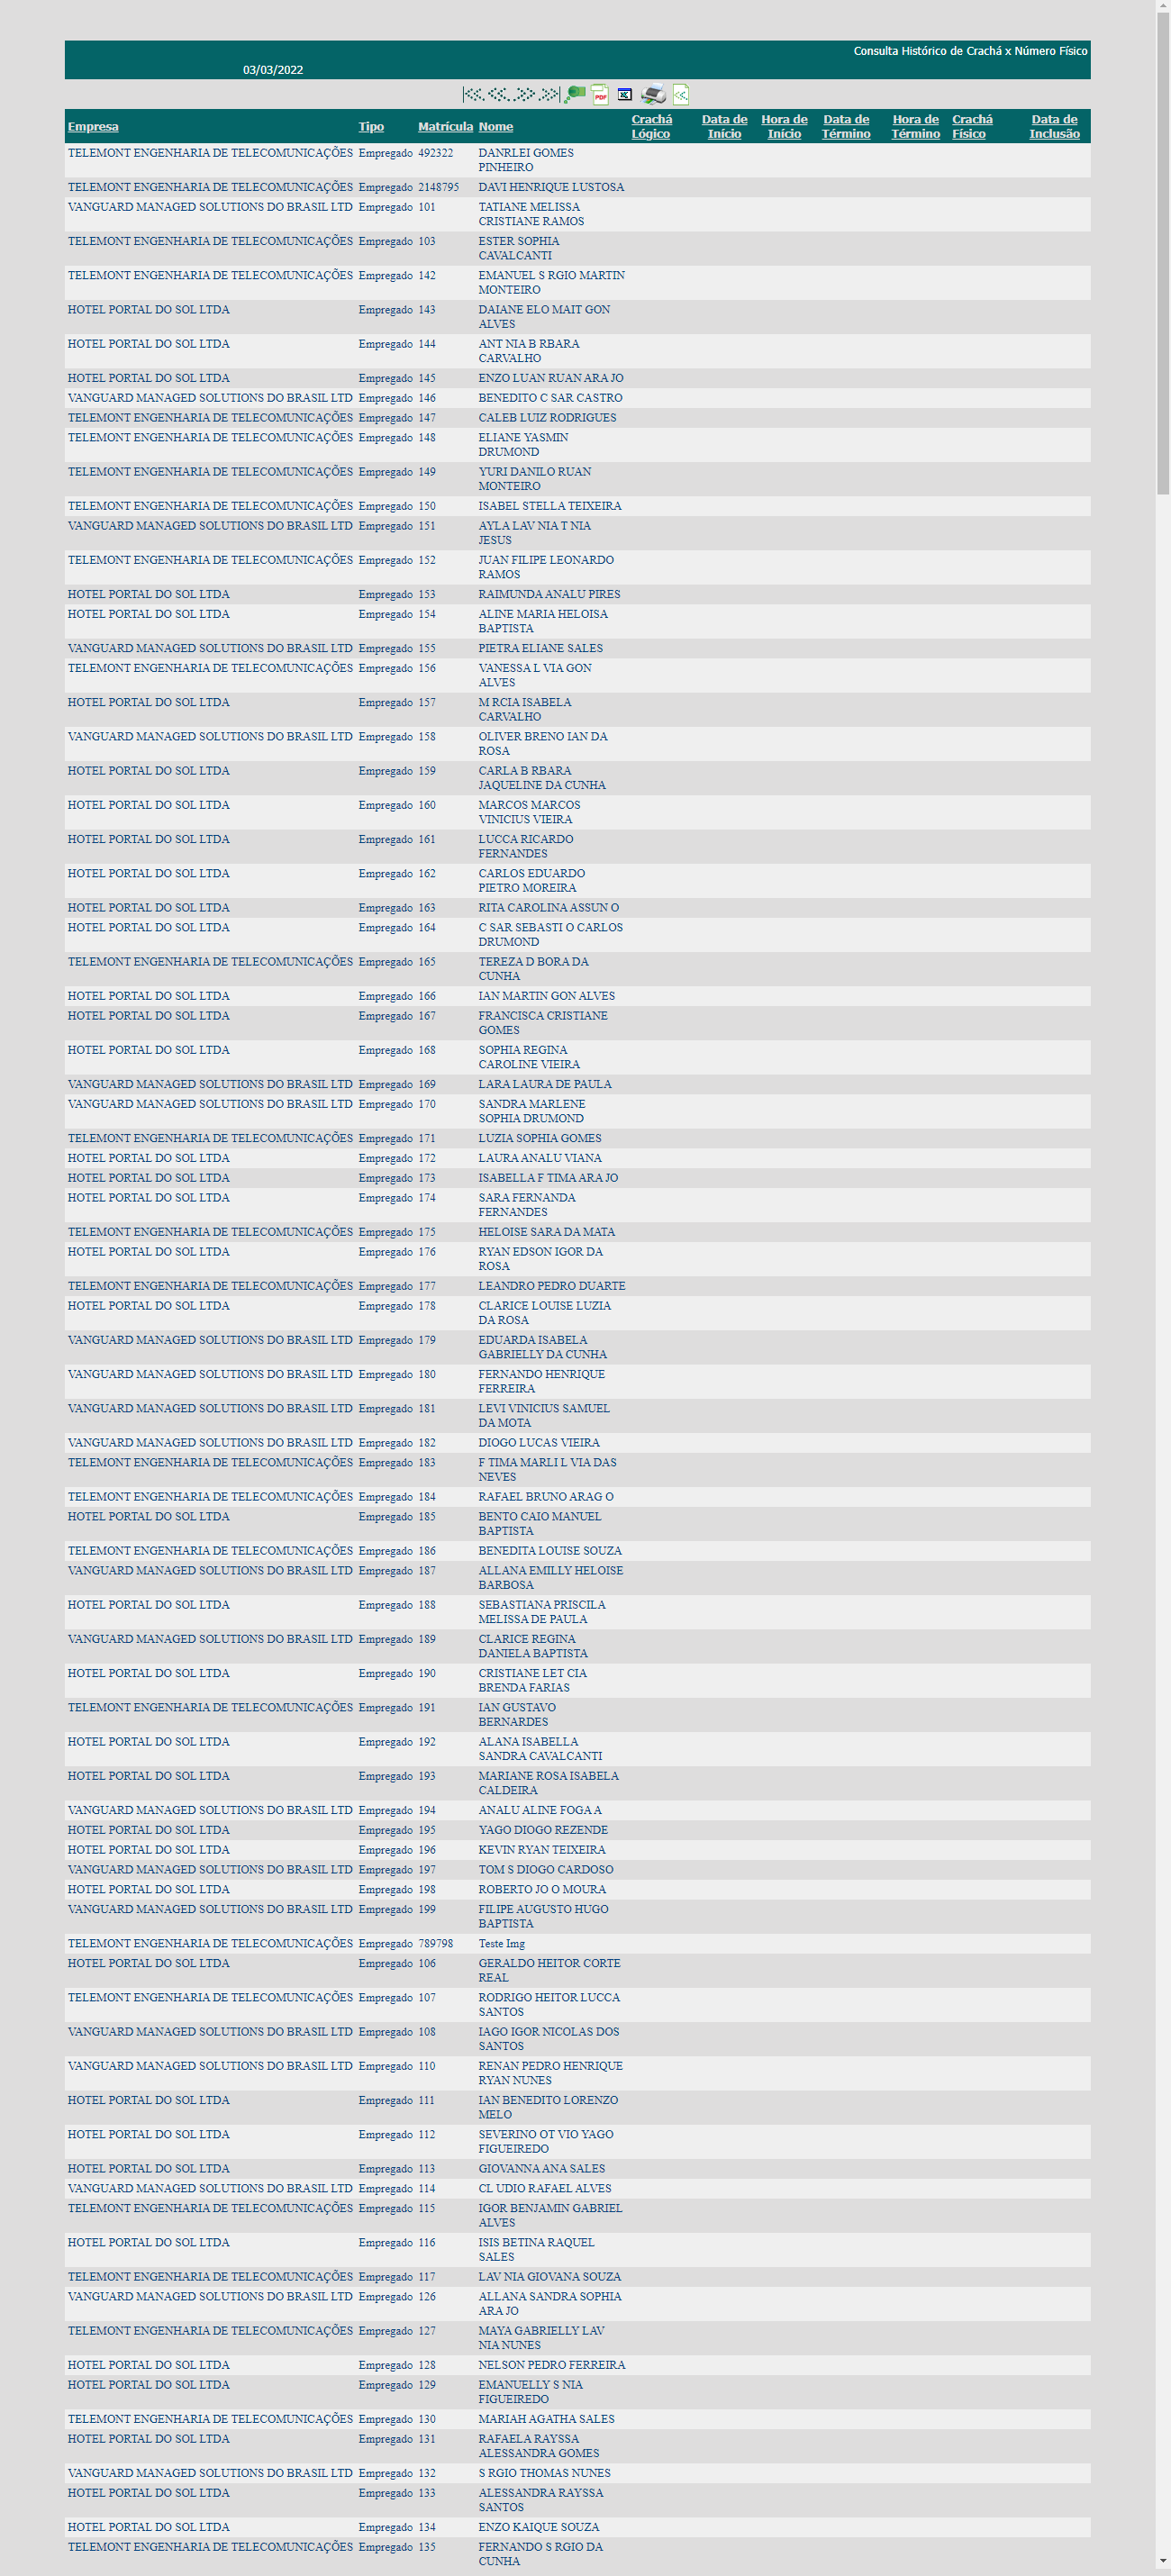 Consulta Histórico de Crachá x Número Físico
03/03/2022
PDF
Empresa Tipo Matrícula Nome Crachá Lógico Data de Início Hora de Início Data de Término Hora de Término Crachá Físico Data de Inclusão
TELEMONT ENGENHARIA DE TELECOMUNICAÇÕES Empregado 492322 DANRLEI GOMES
PINHEIRO
TELEMONT ENGENHARIA DE TELECOMUNICAÇÕES Empregado 2148795 DAVI HENRIQUE LUSTOSA
VANGUARD MANAGED SOLUTIONS DO BRASIL LTD Empregado 101 TATIANE MELISSA
CRISTIANE RAMOS
TELEMONT ENGENHARIA DE TELECOMUNICAÇÕES Empregado 103 ESTER SOPHIA
CAVALCANTI
TELEMONT ENGENHARIA DE TELECOMUNICAÇÕES Empregado 142 EMANUEL S RGIO MARTIN
MONTEIRO
HOTEL PORTAL DO SOL LTDA Empregado 143 DAIANE ELO MAIT GON
ALVES
HOTEL PORTAL DO SOL LTDA Empregado 144 ANT NIA B RBARA
CARVALHO
HOTEL PORTAL DO SOL LTDA Empregado 145 ENZO LUAN RUAN ARA JO
VANGUARD MANAGED SOLUTIONS DO BRASIL LTD Empregado 146 BENEDITO C SAR CASTRO
TELEMONT ENGENHARIA DE TELECOMUNICAÇÕES Empregado 147 CALEB LUIZ RODRIGUES
TELEMONT ENGENHARIA DE TELECOMUNICAÇÕES Empregado 148 ELIANE YASMIN
DRUMOND
TELEMONT ENGENHARIA DE TELECOMUNICAÇÕES Empregado 149 YURI DANILO RUAN
MONTEIRO
TELEMONT ENGENHARIA DE TELECOMUNICAÇÕES Empregado 150 ISABEL STELLA TEIXEIRA
VANGUARD MANAGED SOLUTIONS DO BRASIL LTD Empregado 151 AYLA LAV NIA T NIA
JESUS
TELEMONT ENGENHARIA DE TELECOMUNICAÇÕES Empregado 152 JUAN FILIPE LEONARDO
RAMOS
HOTEL PORTAL DO SOL LTDA Empregado 153 RAIMUNDA ANALU PIRES
HOTEL PORTAL DO SOL LTDA Empregado 154 ALINE MARIA HELOISA
BAPTISTA
VANGUARD MANAGED SOLUTIONS DO BRASIL LTD Empregado 155 PIETRA ELIANE SALES
TELEMONT ENGENHARIA DE TELECOMUNICAÇÕES Empregado 156 VANESSA L VIA GON
ALVES
HOTEL PORTAL DO SOL LTDA Empregado 157 M RCIA ISABELA
CARVALHO
VANGUARD MANAGED SOLUTIONS DO BRASIL LTD Empregado 158 OLIVER BRENO IAN DA
ROSA
HOTEL PORTAL DO SOL LTDA Empregado 159 CARLA B RBARA
JAQUELINE DA CUNHA
HOTEL PORTAL DO SOL LTDA Empregado 160 MARCOS MARCOS
VINICIUS VIEIRA
HOTEL PORTAL DO SOL LTDA Empregado 161 LUCCA RICARDO
FERNANDES
HOTEL PORTAL DO SOL LTDA Empregado 162 CARLOS EDUARDO
PIETRO MOREIRA
HOTEL PORTAL DO SOL LTDA Empregado 163 RITA CAROLINA ASSUN O
HOTEL PORTAL DO SOL LTDA Empregado 164 C SAR SEBASTI O CARLOS
DRUMOND
TELEMONT ENGENHARIA DE TELECOMUNICAÇÕES Empregado 165 TEREZA D BORA DA
CUNHA
HOTEL PORTAL DO SOL LTDA Empregado 166 IAN MARTIN GON ALVES
HOTEL PORTAL DO SOL LTDA Empregado 167 FRANCISCA CRISTIANE
GOMES
HOTEL PORTAL DO SOL LTDA Empregado 168 SOPHIA REGINA
CAROLINE VIEIRA
VANGUARD MANAGED SOLUTIONS DO BRASIL LTD Empregado 169 LARA LAURA DE PAULA
VANGUARD MANAGED SOLUTIONS DO BRASIL LTD Empregado 170 SANDRA MARLENE
SOPHIA DRUMOND
TELEMONT ENGENHARIA DE TELECOMUNICAÇÕES Empregado 171 LUZIA SOPHIA GOMES
HOTEL PORTAL DO SOL LTDA Empregado 172 LAURA ANALU VIANA
HOTEL PORTAL DO SOL LTDA Empregado 173 ISABELLA F TIMA ARA JO
HOTEL PORTAL DO SOL LTDA Empregado 174 SARA FERNANDA
FERNANDES
TELEMONT ENGENHARIA DE TELECOMUNICAÇÕES Empregado 175 HELOISE SARA DA MATA
HOTEL PORTAL DO SOL LTDA Empregado 176 RYAN EDSON IGOR DA
ROSA
TELEMONT ENGENHARIA DE TELECOMUNICAÇÕES Empregado 177 LEANDRO PEDRO DUARTE
HOTEL PORTAL DO SOL LTDA Empregado 178 CLARICE LOUISE LUZIA
DA ROSA
VANGUARD MANAGED SOLUTIONS DO BRASIL LTD Empregado 179 EDUARDA ISABELA
GABRIELLY DA CUNHA
VANGUARD MANAGED SOLUTIONS DO BRASIL LTD Empregado 180 FERNANDO HENRIQUE
FERREIRA
VANGUARD MANAGED SOLUTIONS DO BRASIL LTD Empregado 181 LEVI VINICIUS SAMUEL
DA MOTA
VANGUARD MANAGED SOLUTIONS DO BRASIL LTD Empregado 182 DIOGO LUCAS VIEIRA
TELEMONT ENGENHARIA DE TELECOMUNICAÇÕES Empregado 183 F TIMA MARLI L VIA DAS
NEVES
TELEMONT ENGENHARIA DE TELECOMUNICAÇÕES Empregado 184 RAFAEL BRUNO ARAG O
HOTEL PORTAL DO SOL LTDA Empregado 185 BENTO CAIO MANUEL
BAPTISTA
TELEMONT ENGENHARIA DE TELECOMUNICAÇÕES Empregado 186 BENEDITA LOUISE SOUZA
VANGUARD MANAGED SOLUTIONS DO BRASIL LTD Empregado 187 ALLANA EMILLY HELOISE
BARBOSA
HOTEL PORTAL DO SOL LTDA Empregado 188 SEBASTIANA PRISCILA
MELISSA DE PAULA
VANGUARD MANAGED SOLUTIONS DO BRASIL LTD Empregado 189 CLARICE REGINA
DANIELA BAPTISTA
HOTEL PORTAL DO SOL LTDA Empregado 190 CRISTIANE LET CIA
BRENDA FARIAS
TELEMONT ENGENHARIA DE TELECOMUNICAÇÕES Empregado 191 IAN GUSTAVO
BERNARDES
HOTEL PORTAL DO SOL LTDA Empregado 192 ALANA ISABELLA
SANDRA CAVALCANTI
HOTEL PORTAL DO SOL LTDA Empregado 193 MARIANE ROSA ISABELA
CALDEIRA
VANGUARD MANAGED SOLUTIONS DO BRASIL LTD Empregado 194 ANALU ALINE FOGA A
HOTEL PORTAL DO SOL LTDA Empregado 195 YAGO DIOGO REZENDE
HOTEL PORTAL DO SOL LTDA Empregado 196 KEVIN RYAN TEIXEIRA
VANGUARD MANAGED SOLUTIONS DO BRASIL LTD Empregado 197 TOM S DIOGO CARDOSO
HOTEL PORTAL DO SOL LTDA Empregado 198 ROBERTO JO O MOURA
VANGUARD MANAGED SOLUTIONS DO BRASIL LTD Empregado 199 FILIPE AUGUSTO HUGO
BAPTISTA
TELEMONT ENGENHARIA DE TELECOMUNICAÇÕES Empregado 789798 Teste Img
HOTEL PORTAL DO SOL LTDA Empregado 106 GERALDO HEITOR CORTE
REAL
TELEMONT ENGENHARIA DE TELECOMUNICAÇÕES Empregado 107 RODRIGO HEITOR LUCCA
SANTOS
VANGUARD MANAGED SOLUTIONS DO BRASIL LTD Empregado 108 IAGO IGOR NICOLAS DOS
SANTOS
VANGUARD MANAGED SOLUTIONS DO BRASIL LTD Empregado 110 RENAN PEDRO HENRIQUE
RYAN NUNES
HOTEL PORTAL DO SOL LTDA Empregado 111 IAN BENEDITO LORENZO
MELO
HOTEL PORTAL DO SOL LTDA Empregado 112 SEVERINO OT VIO YAGO
FIGUEIREDO
HOTEL PORTAL DO SOL LTDA Empregado 113 GIOVANNA ANA SALES
VANGUARD MANAGED SOLUTIONS DO BRASIL LTD Empregado 114 CL UDIO RAFAEL ALVES
TELEMONT ENGENHARIA DE TELECOMUNICAÇÕES Empregado 115 IGOR BENJAMIN GABRIEL
ALVES
HOTEL PORTAL DO SOL LTDA Empregado 116 ISIS BETINA RAQUEL
SALES
TELEMONT ENGENHARIA DE TELECOMUNICAÇÕES Empregado 117 LAV NIA GIOVANA SOUZA
VANGUARD MANAGED SOLUTIONS DO BRASIL LTD Empregado 126 ALLANA SANDRA SOPHIA
ARA JO
TELEMONT ENGENHARIA DE TELECOMUNICAÇÕES Empregado 127 MAYA GABRIELLY LAV
NIA NUNES
HOTEL PORTAL DO SOL LTDA Empregado 128 NELSON PEDRO FERREIRA
HOTEL PORTAL DO SOL LTDA Empregado 129 EMANUELLY S NIA
FIGUEIREDO
TELEMONT ENGENHARIA DE TELECOMUNICAÇÕES Empregado 130 MARIAH AGATHA SALES
HOTEL PORTAL DO SOL LTDA Empregado 131 RAFAELA RAYSSA
ALESSANDRA GOMES
VANGUARD MANAGED SOLUTIONS DO BRASIL LTD Empregado 132 S RGIO THOMAS NUNES
HOTEL PORTAL DO SOL LTDA Empregado 133 ALESSANDRA RAYSSA
SANTOS
HOTEL PORTAL DO SOL LTDA Empregado 134 ENZO KAIQUE SOUZA
TELEMONT ENGENHARIA DE TELECOMUNICAÇÕES Empregado 135 FERNANDO S RGIO DA
CUNHA